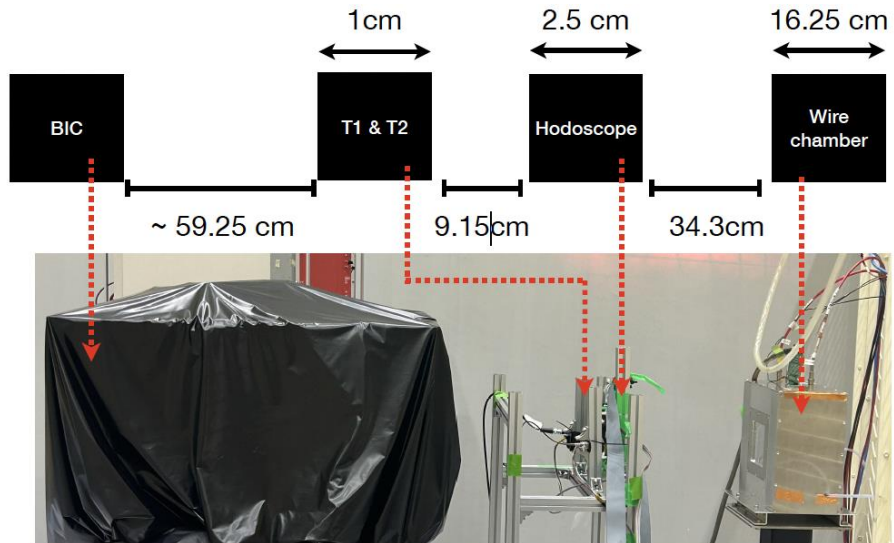 1cm
2.5 cm
16.25 cm
BIC
T1 & T2
Hodoscope
Wire
chamber
~ 59.25 cm
9.15cm
34.3cm